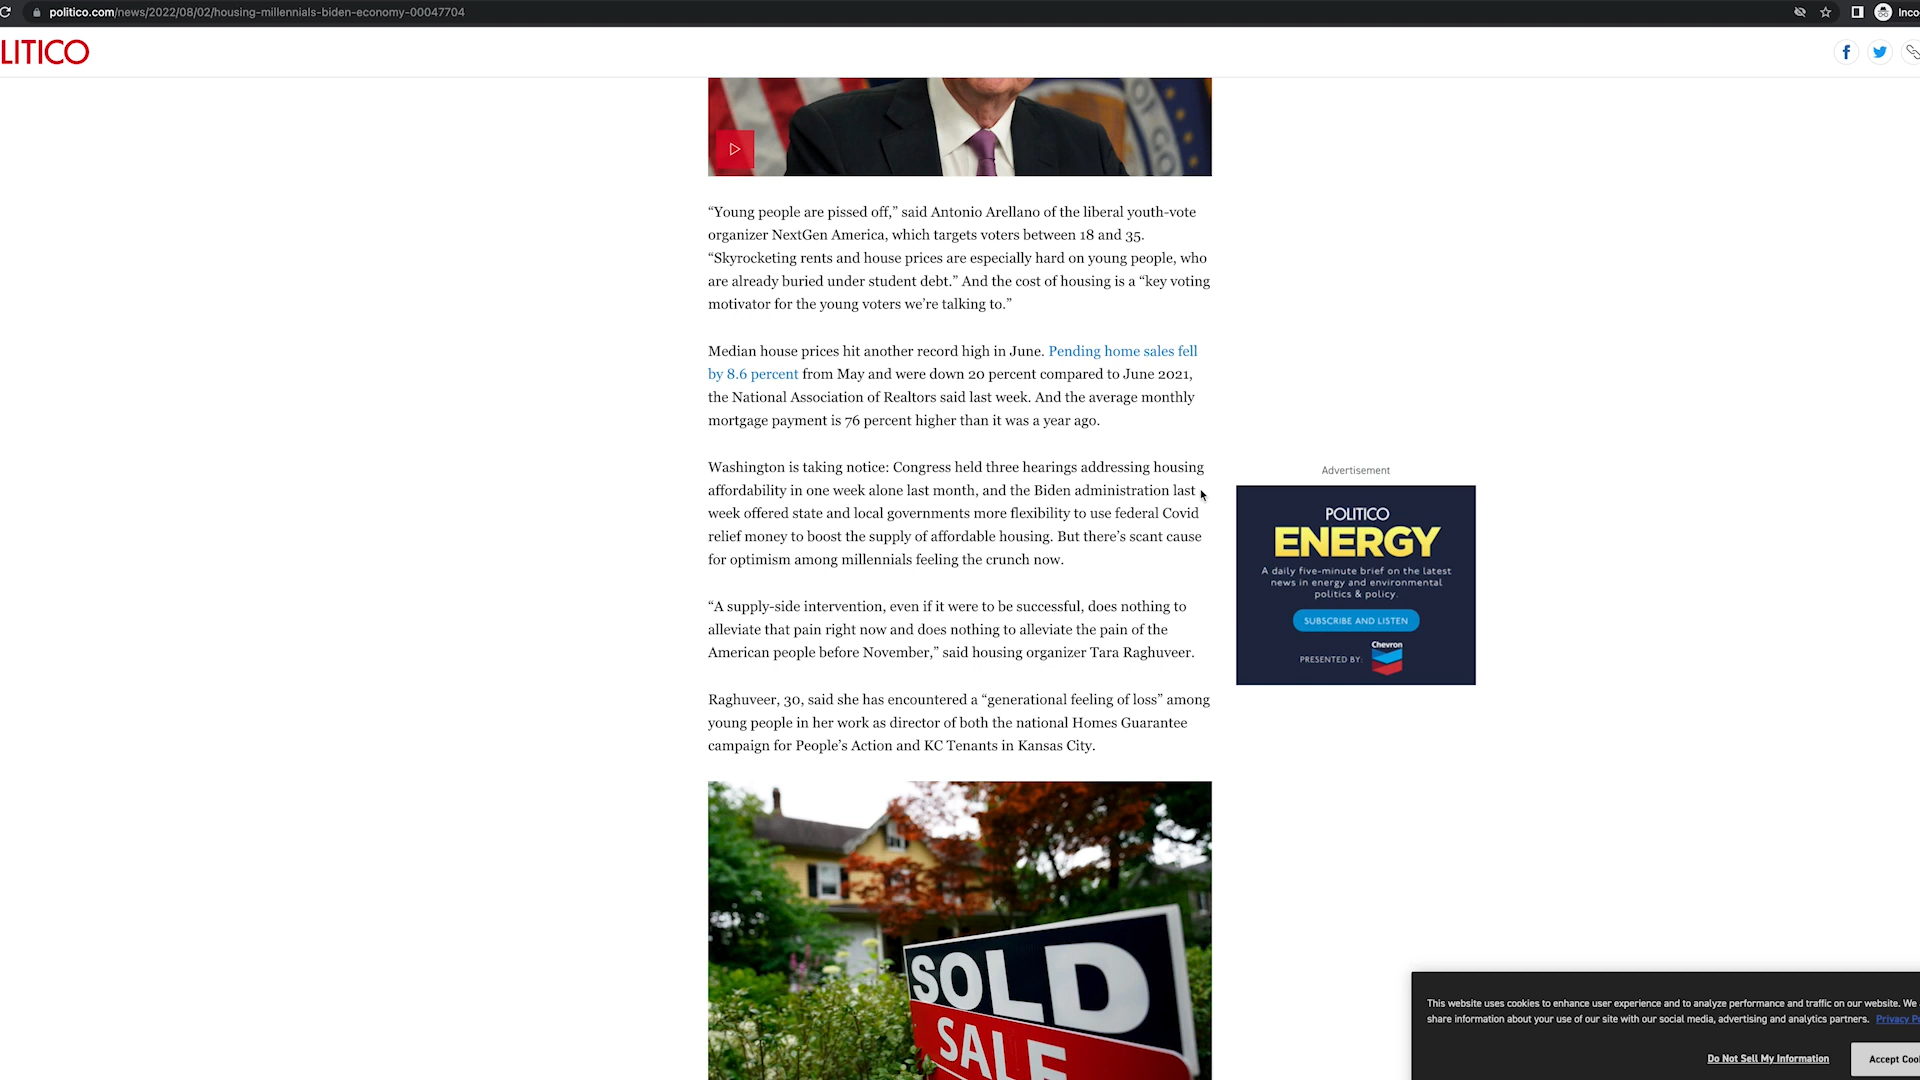 politico.com/news/2022/08/02/housing-millennials-biden-economy-00047704
Inco
LITICO
OF GO
“Young people are pissed off,” said Antonio Arellano of the liberal youth-vote
organizer NextGen America, which targets voters between 18 and 35.
“Skyrocketing rents and house prices are especially hard on young people, who
are already buried under student debt.” And the cost of housing is a “key voting
motivator for the young voters we’re talking to.”
Median house prices hit another record high in June. Pending home sales fell
by 8.6 percent from May and were down 20 percent compared to June 2021,
the National Association of Realtors said last week. And the average monthly
mortgage payment is 76 percent higher than it was a year ago.
Washington is taking notice: Congress held three hearings addressing housing
affordability in one week alone last month, and the Biden administration last
week offered state and local governments more flexibility to use federal Covid
relief money to boost the supply of affordable housing. But there’s scant cause
for optimism among millennials feeling the crunch now.
“A supply-side intervention, even if it were to be successful, does nothing to
alleviate that pain right now and does nothing to alleviate the pain of the
American people before November,” said housing organizer Tara Raghuveer.
Raghuveer, 30, said she has encountered a “generational feeling of loss” among
young people in her work as director of both the national Homes Guarantee
campaign for People’s Action and KC Tenants in Kansas City.
Advertisement
POLITICO
ENERGY
A daily five-minute brief on the latest
news in energy and environmental
politics & policy.
SUBSCRIBE AND LISTEN
PRESENTED BY:
Chevron
SOLD
SALE
This website uses cookies to enhance user experience and to analyze performance and traffic on our website. We
share information about your use of our site with our social media, advertising and analytics partners. Privacy P
Do Not Sell My Information
Accept Coo